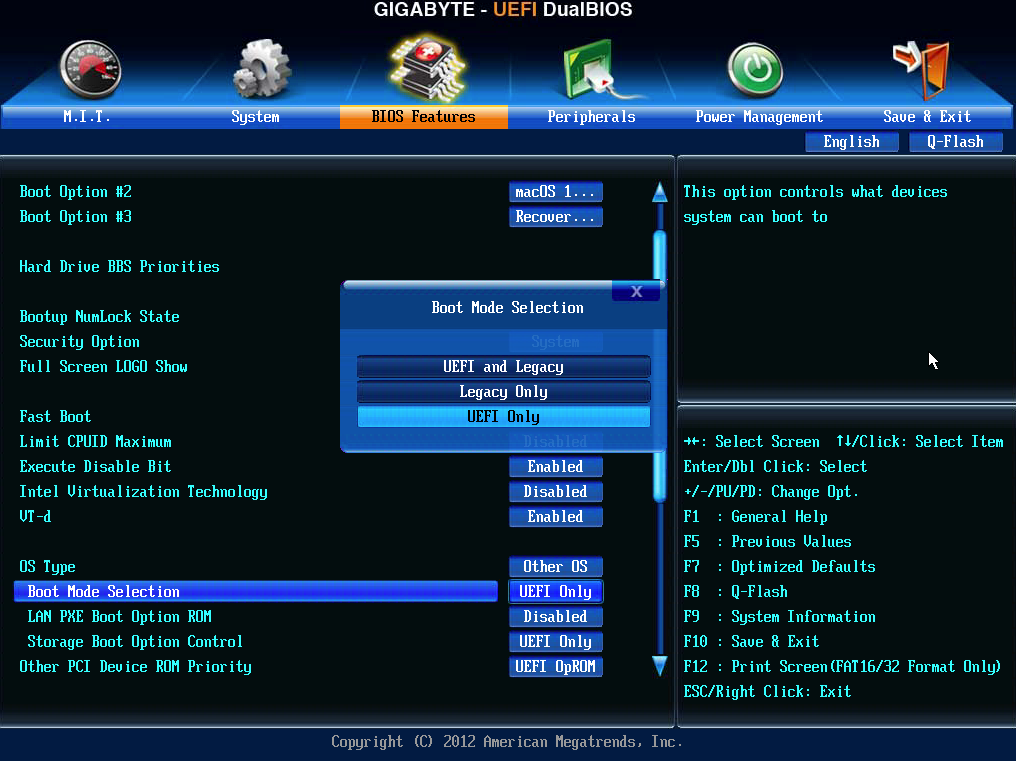 GIGABYTE - UEFI DualBIOS
M.I.T. System BIOS Features Peripherals Power Management Save & Exit
English Q-Flash
Boot Option #2 macOS 1...
Boot Option #3 Recover...
Hard Drive BBS Priorities
Bootup NumLock State
Security Option System
Full Screen LOGO Show
Fast Boot
Limit CPUID Maximum Disabled
Execute Disable Bit Enabled
Intel Virtualization Technology Disabled
VT-d Enabled
OS Type Other OS
Boot Mode Selection UEFI Only
LAN PXE Boot Option ROM Disabled
Storage Boot Option Control UEFI Only
Other PCI Device ROM Priority UEFI OpROM
X
Boot Mode Selection
UEFI and Legacy
Legacy Only
UEFI Only
This option controls what devices
system can boot to
→←: Select Screen ↑↓/Click: Select Item
Enter/Dbl Click: Select
+/-/PU/PD: Change Opt.
F1 : General Help
F5 : Previous Values
F7 : Optimized Defaults
F8 : Q-Flash
F9 : System Information
F10 : Save & Exit
F12 : Print Screen(FAT16/32 Format Only)
ESC/Right Click: Exit
Copyright (C) 2012 American Megatrends, Inc.